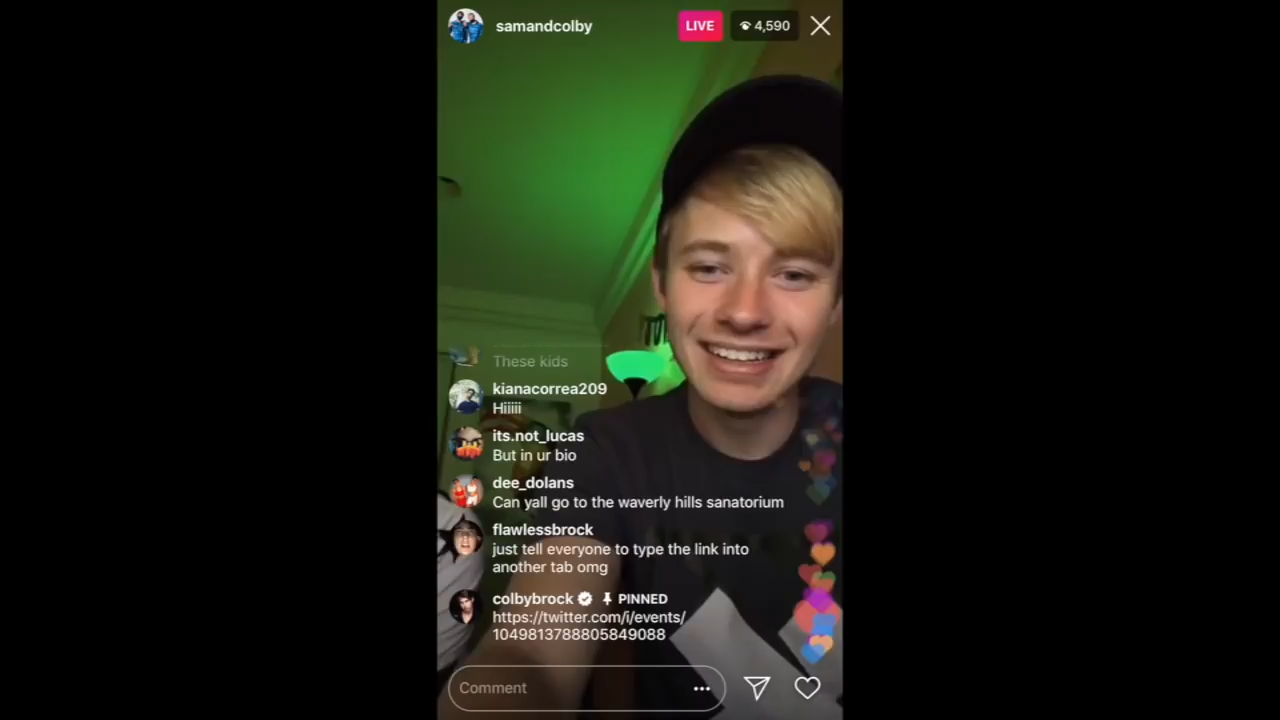 samandcolby
LIVE
4,590
These kids
kianacorrea209
Hiiiii
its.not_lucas
But in ur bio
dee_dolans
Can yall go to the waverly hills sanatorium
flawlessbrock
just tell everyone to type the link into
another tab omg
colbybrock PINNED
https://twitter.com/i/events/
1049813788805849088
Comment